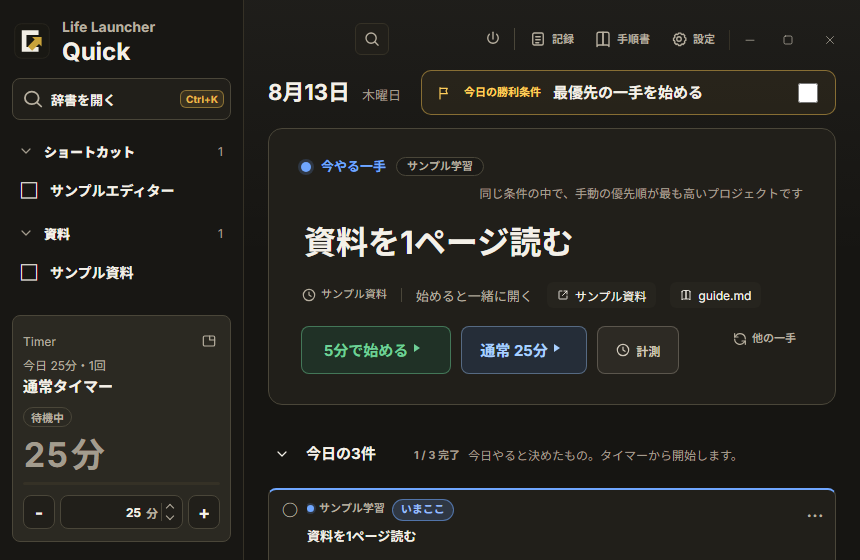 Life Launcher
Quick
辞書を開く Ctrl+K
ショートカット 1
サンプルエディター
資料 1
サンプル資料
Timer
今日 25分・1回
通常タイマー
待機中
25分
- 25 分 +
記録 手順書 設定
8月13日 木曜日
今日の勝利条件 最優先の一手を始める
今やる一手 サンプル学習
同じ条件の中で、手動の優先順が最も高いプロジェクトです
資料を1ページ読む
サンプル資料 始めると一緒に開く サンプル資料 guide.md
5分で始める 通常 25分 計測 他の一手
今日の3件 1 / 3 完了 今日やると決めたもの。タイマーから開始します。
サンプル学習 いまここ
資料を1ページ読む